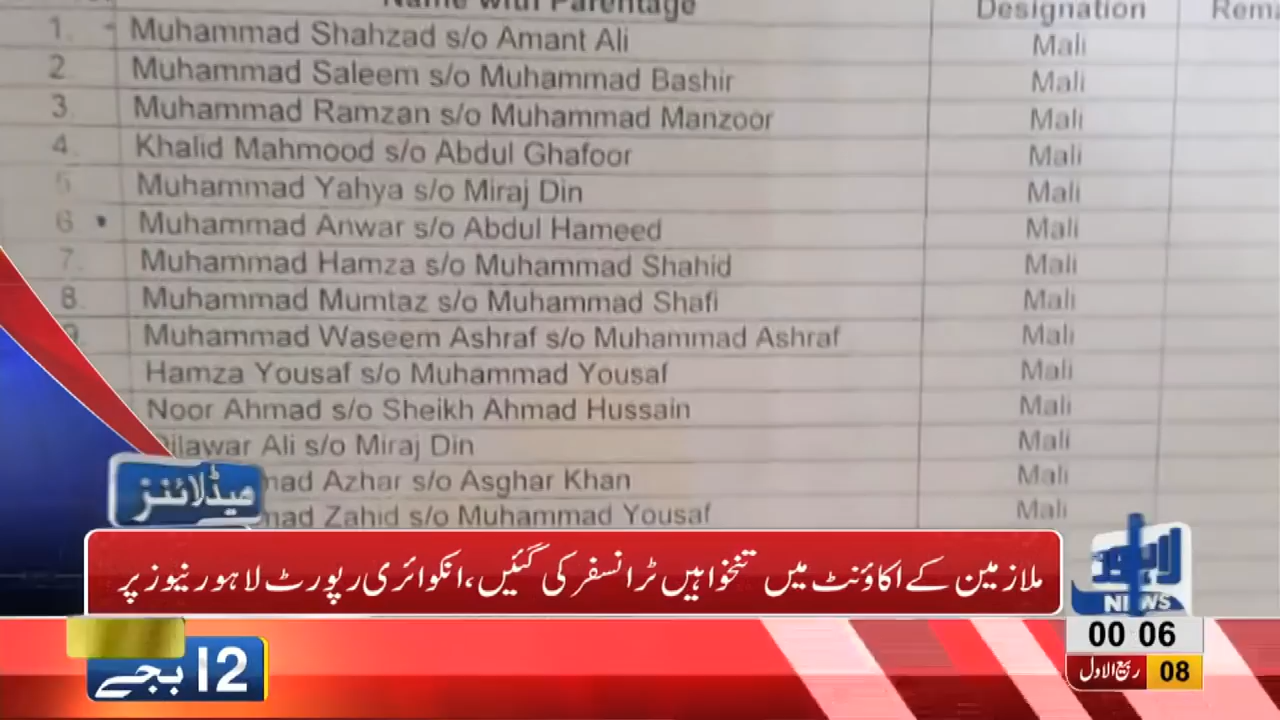 Name with Parentage Designation
1. Muhammad Shahzad s/o Amant Ali Mali
2. Muhammad Saleem s/o Muhammad Bashir Mali
3. Muhammad Ramzan s/o Muhammad Manzoor Mali
4. Khalid Mahmood s/o Abdul Ghafoor Mali
5. Muhammad Yahya s/o Miraj Din Mali
6. Muhammad Anwar s/o Abdul Hameed Mali
7. Muhammad Hamza s/o Muhammad Shahid Mali
8. Muhammad Mumtaz s/o Muhammad Shafi Mali
9. Muhammad Waseem Ashraf s/o Muhammad Ashraf Mali
Hamza Yousaf s/o Muhammad Yousaf Mali
Noor Ahmad s/o Sheikh Ahmad Hussain Mali
Ali s/o Miraj Din Mali
Azhar s/o Asghar Khan Mali
Zahid s/o Muhammad Yousaf Mali
ہیڈلائنز
ملازمین کے اکاؤنٹ میں تنخواہیں ٹرانسفر کی گئیں، انکوائری رپورٹ لاہور نیوز پر
لاہور
NEWS
00 06
08 ربیع الاول
12 بجے